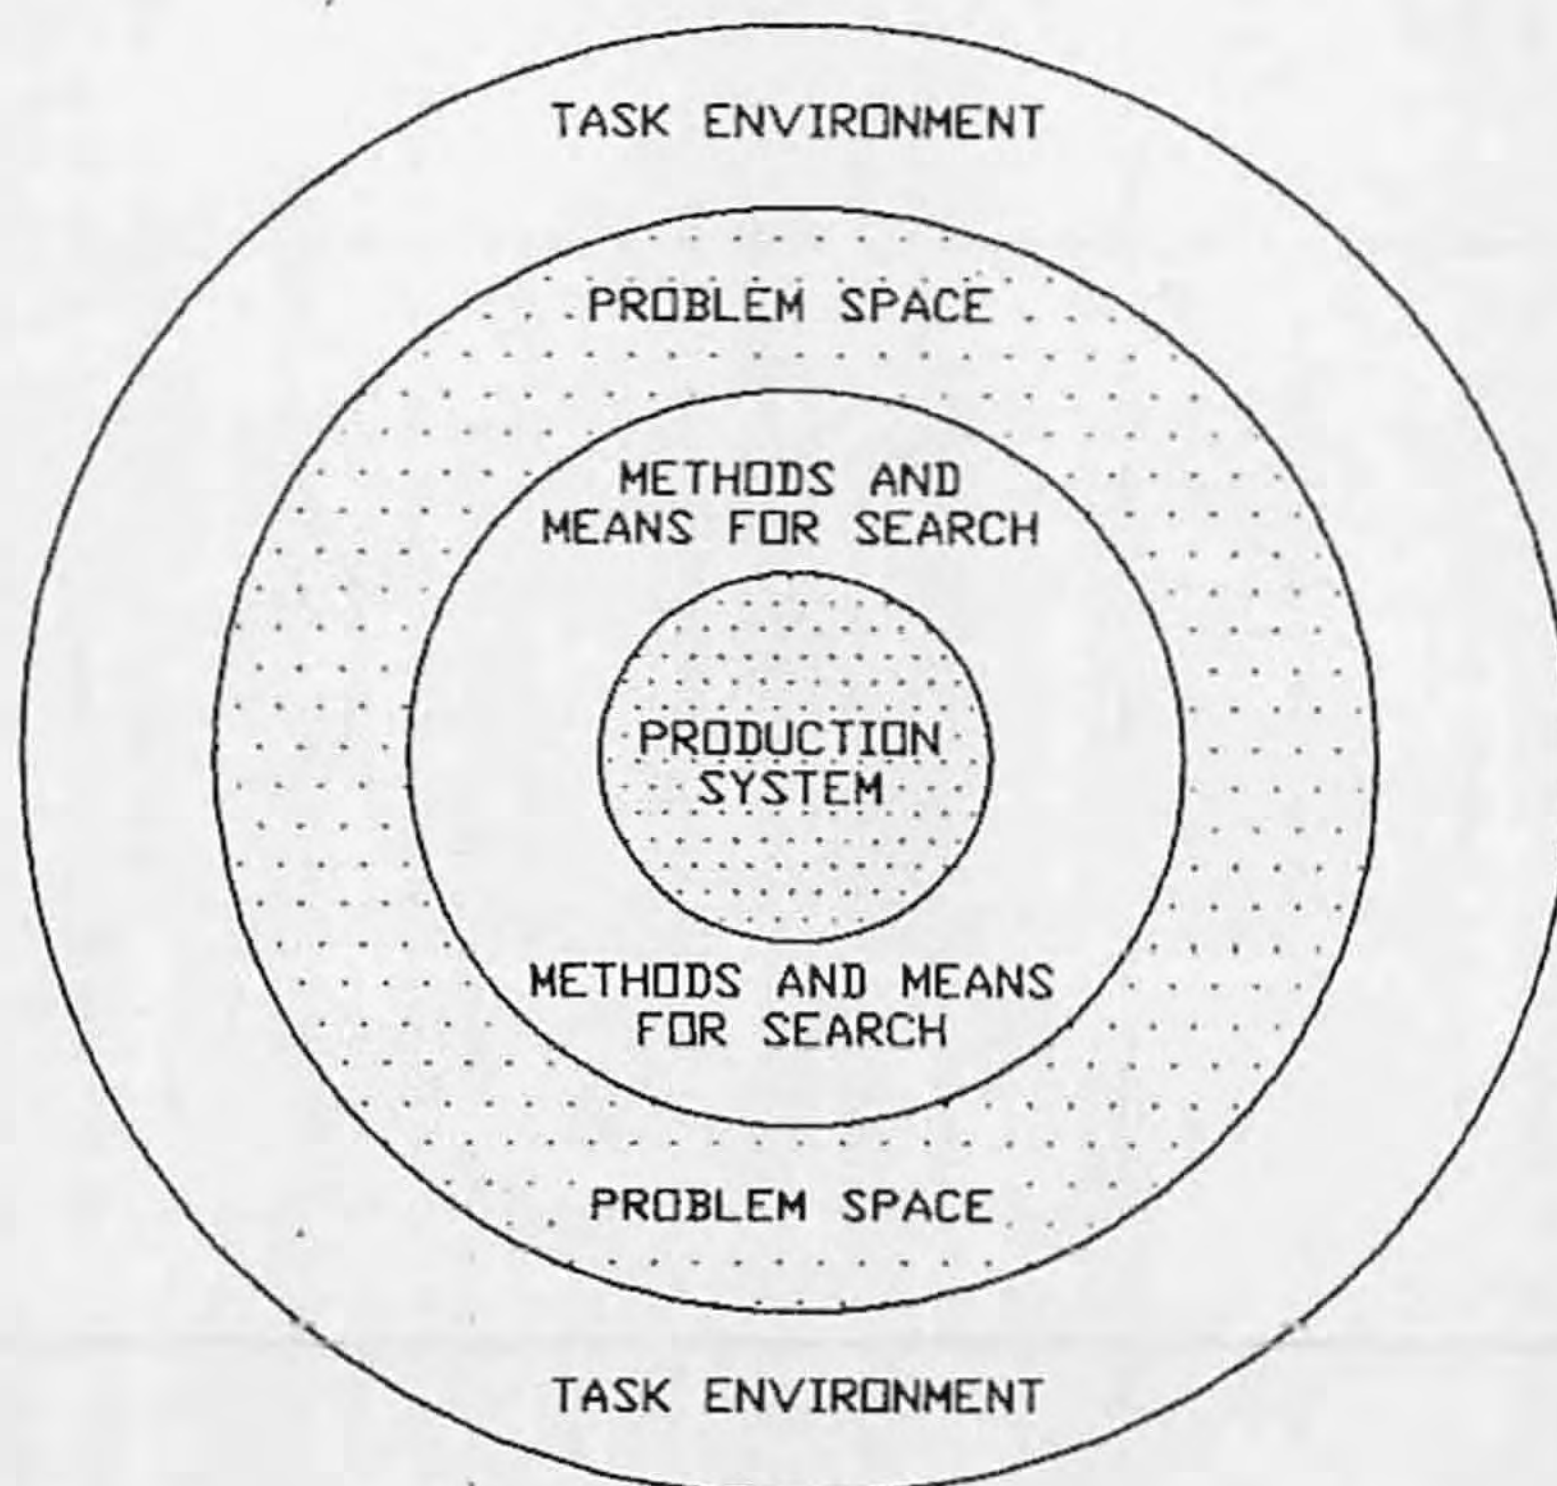 TASK ENVIRONMENT
PROBLEM SPACE
METHODS AND
MEANS FOR SEARCH
PRODUCTION
SYSTEM
METHODS AND MEANS
FOR SEARCH
PROBLEM SPACE
TASK ENVIRONMENT